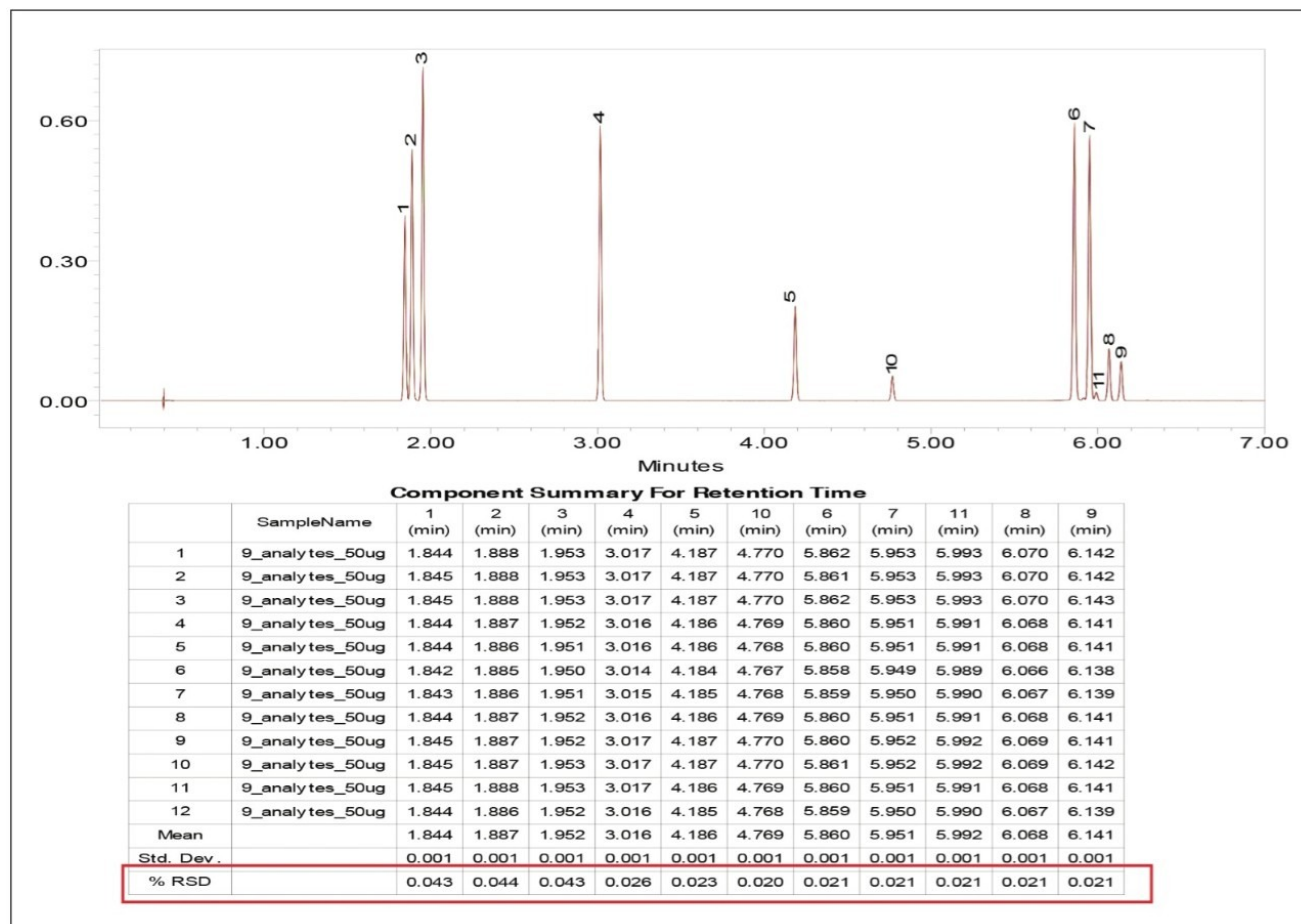 3
0.60
2
4
6
7
1
0.30
5
10
8
9
11
0.00
1.00 2.00 3.00 4.00 5.00 6.00 7.00
Minutes
Component Summary For Retention Time
SampleName 1 (min) 2 (min) 3 (min) 4 (min) 5 (min) 10 (min) 6 (min) 7 (min) 11 (min) 8 (min) 9 (min)
1 9_analytes_50ug 1.844 1.888 1.953 3.017 4.187 4.770 5.862 5.953 5.993 6.070 6.142
2 9_analytes_50ug 1.845 1.888 1.953 3.017 4.187 4.770 5.861 5.953 5.993 6.070 6.142
3 9_analytes_50ug 1.845 1.888 1.953 3.017 4.187 4.770 5.862 5.953 5.993 6.070 6.143
4 9_analytes_50ug 1.844 1.887 1.952 3.016 4.186 4.769 5.860 5.951 5.991 6.068 6.141
5 9_analytes_50ug 1.844 1.886 1.951 3.016 4.186 4.768 5.860 5.951 5.991 6.068 6.141
6 9_analytes_50ug 1.842 1.885 1.950 3.014 4.184 4.767 5.858 5.949 5.989 6.066 6.138
7 9_analytes_50ug 1.843 1.886 1.951 3.015 4.185 4.768 5.859 5.950 5.990 6.067 6.139
8 9_analytes_50ug 1.844 1.887 1.952 3.016 4.186 4.769 5.860 5.951 5.991 6.068 6.141
9 9_analytes_50ug 1.845 1.887 1.952 3.017 4.187 4.770 5.860 5.952 5.992 6.069 6.141
10 9_analytes_50ug 1.845 1.887 1.953 3.017 4.187 4.770 5.861 5.952 5.992 6.069 6.142
11 9_analytes_50ug 1.845 1.888 1.953 3.017 4.186 4.769 5.860 5.951 5.991 6.068 6.141
12 9_analytes_50ug 1.844 1.886 1.952 3.016 4.185 4.768 5.859 5.950 5.990 6.067 6.139
Mean 1.844 1.887 1.952 3.016 4.186 4.769 5.860 5.951 5.992 6.068 6.141
Std. Dev. 0.001 0.001 0.001 0.001 0.001 0.001 0.001 0.001 0.001 0.001 0.001
% RSD 0.043 0.044 0.043 0.026 0.023 0.020 0.021 0.021 0.021 0.021 0.021